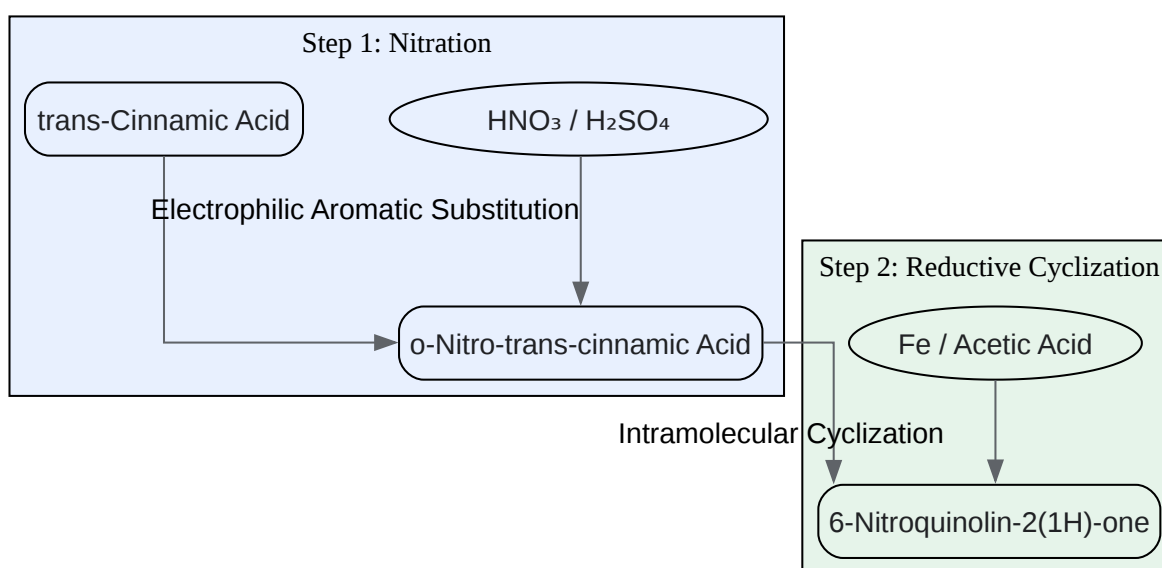 Step 1: Nitration
trans-Cinnamic Acid
HNO₃ / H₂SO₄
Electrophilic Aromatic Substitution
o-Nitro-trans-cinnamic Acid
Step 2: Reductive Cyclization
Fe / Acetic Acid
Intramolecular Cyclization
6-Nitroquinolin-2(1H)-one